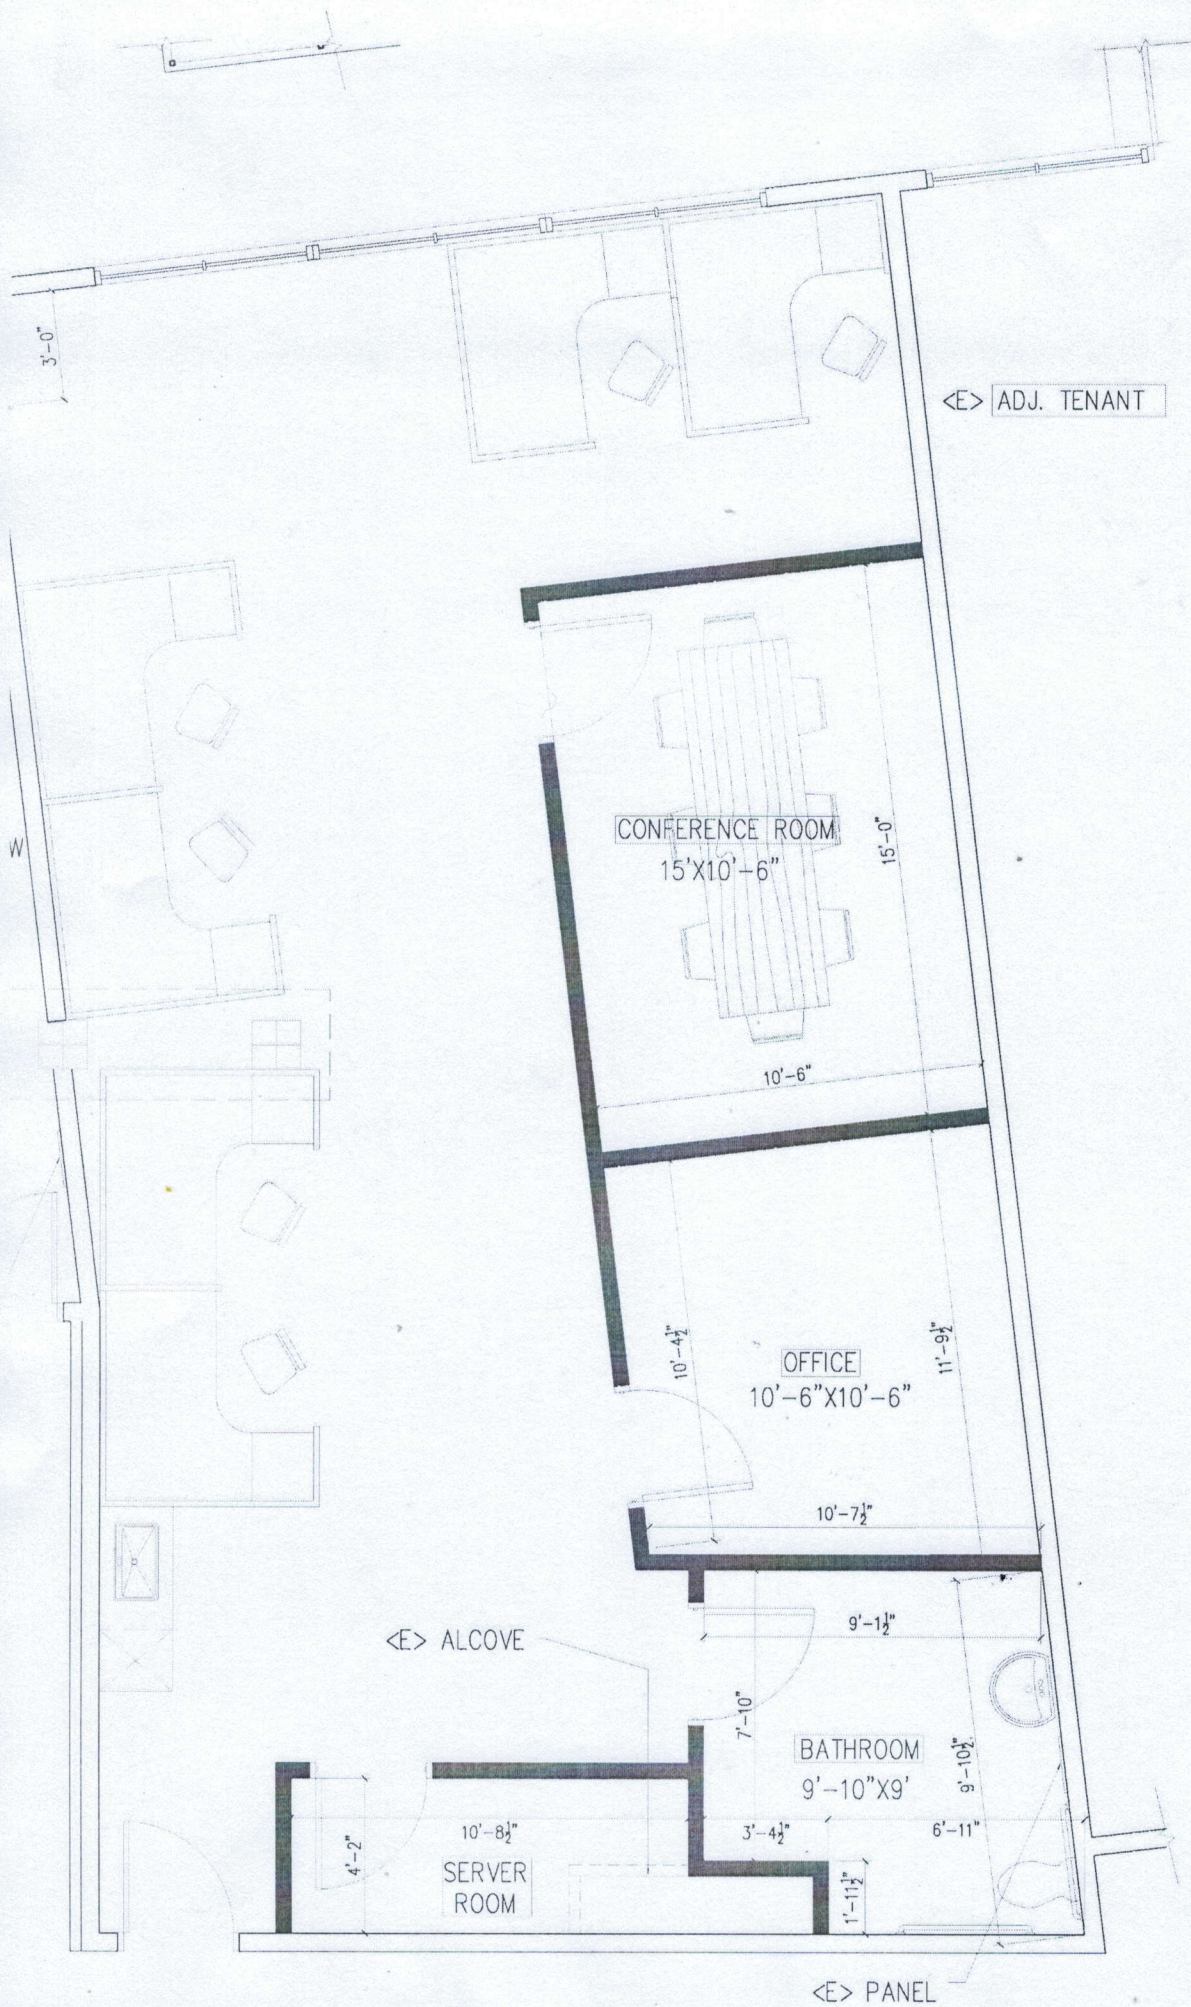 3'-0"
<E> ADJ. TENANT
W
CONFERENCE ROOM
15'X10'-6"
15'-0"
10'-6"
10'-4½"
OFFICE
10'-6"X10'-6"
11'-9½"
10'-7½"
<E> ALCOVE
9'-1½"
7'-10"
BATHROOM
9'-10"X9'
9'-10½"
10'-8½"
3'-4½"
6'-11"
4'-2"
SERVER
ROOM
1'-11½"
<E> PANEL